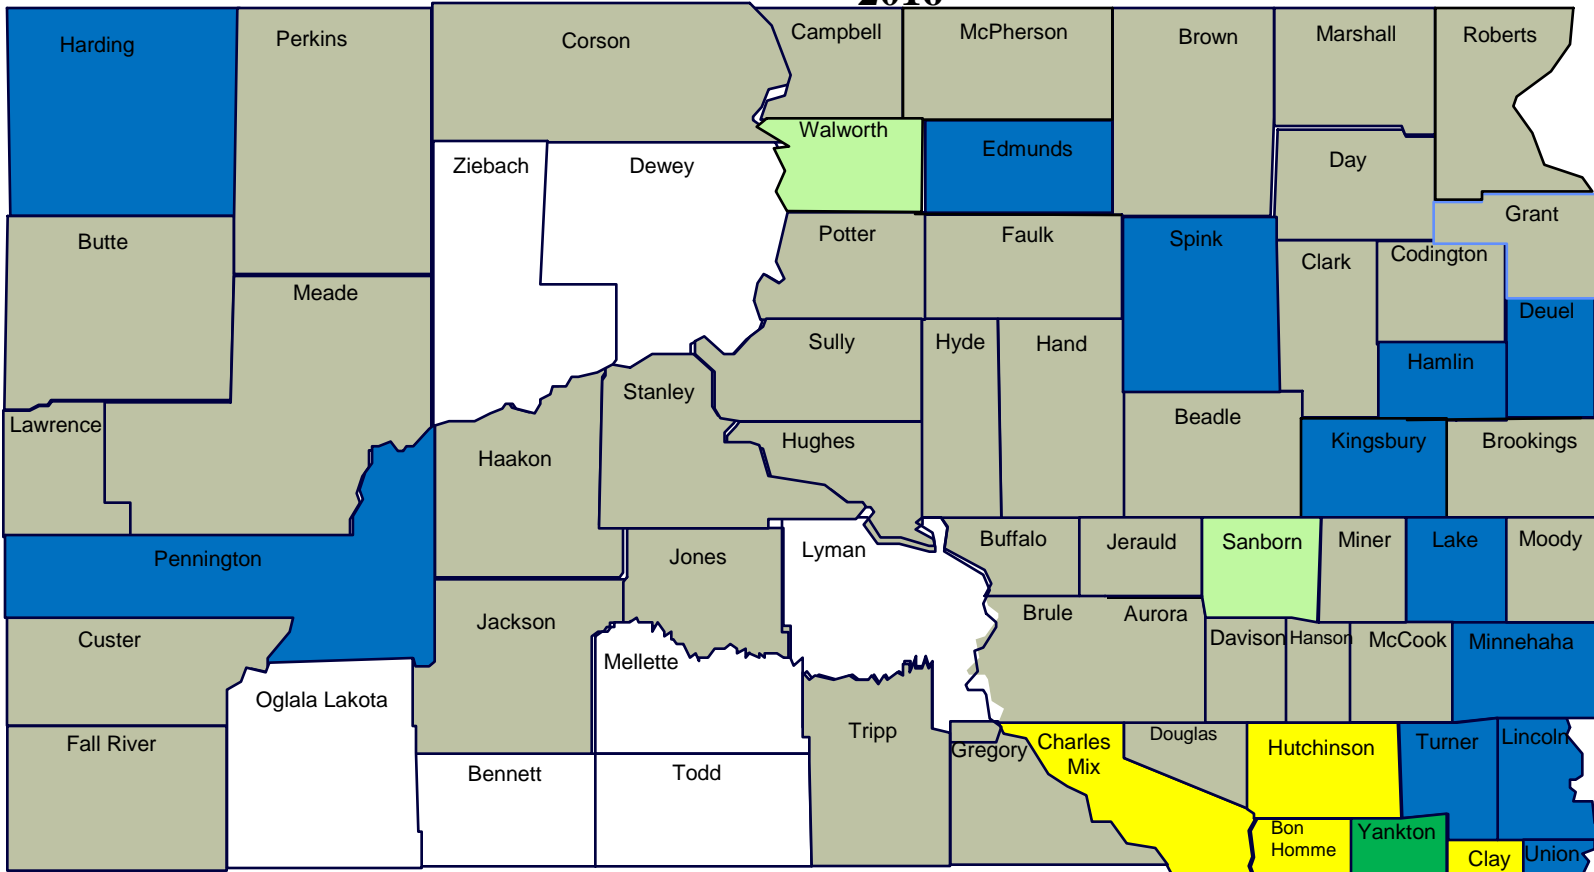 2016
Harding
Perkins
Corson
Campbell
McPherson
Brown
Marshall
Roberts
Walworth
Edmunds
Day
Ziebach
Dewey
Grant
Butte
Potter
Faulk
Spink
Clark
Codington
Meade
Deuel
Sully
Hyde
Hand
Hamlin
Stanley
Lawrence
Beadle
Hughes
Kingsbury
Brookings
Haakon
Pennington
Jones
Lyman
Buffalo
Jerauld
Sanborn
Miner
Lake
Moody
Custer
Jackson
Brule
Aurora
Davison
Hanson
McCook
Minnehaha
Mellette
Oglala Lakota
Fall River
Tripp
Gregory
Charles
Mix
Douglas
Hutchinson
Turner
Lincoln
Bennett
Todd
Bon
Homme
Yankton
Clay
Union